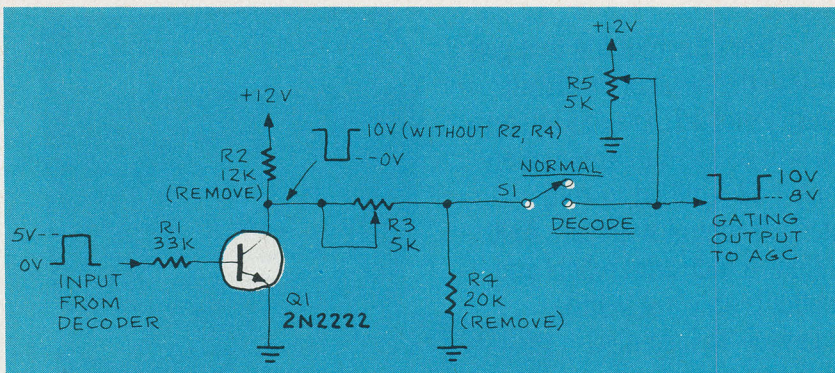 +12V
R5
5K
+12V
10V (WITHOUT R2, R4)
--0V
R2
12K
(REMOVE)
NORMAL
S1
DECODE
10V
--8V
GATING
OUTPUT
TO AGC
R3
5K
R1
33K
5V--
0V
INPUT
FROM
DECODER
Q1
2N2222
R4
20K
(REMOVE)